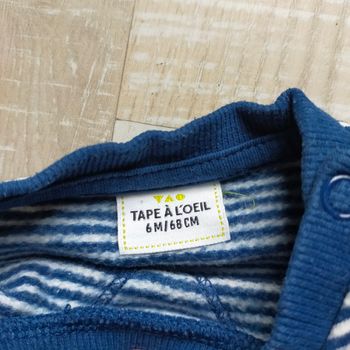 TAO
TAPE À L'OEIL
6M/68CM